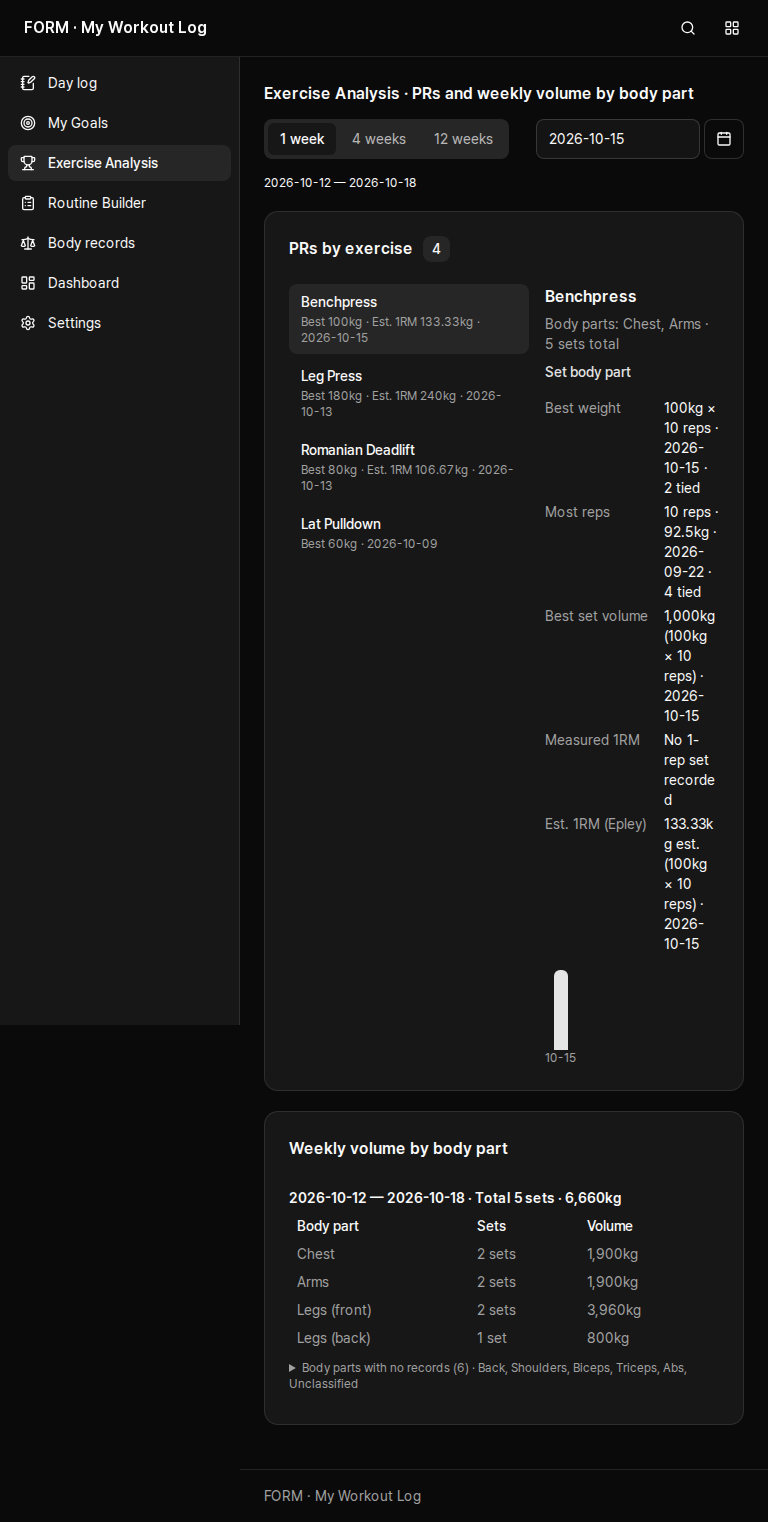 FORM · My Workout Log
Day log
My Goals
Exercise Analysis
Routine Builder
Body records
Dashboard
Settings
Exercise Analysis · PRs and weekly volume by body part
1 week
4 weeks
12 weeks
2026-10-15
2026-10-12 — 2026-10-18
PRs by exercise 4
Benchpress
Best 100kg · Est. 1RM 133.33kg ·
2026-10-15
Leg Press
Best 180kg · Est. 1RM 240kg · 2026-
10-13
Romanian Deadlift
Best 80kg · Est. 1RM 106.67kg · 2026-
10-13
Lat Pulldown
Best 60kg · 2026-10-09
Benchpress
Body parts: Chest, Arms ·
5 sets total
Set body part
Best weight
100kg ×
10 reps ·
2026-
10-15 ·
2 tied
Most reps
10 reps ·
92.5kg ·
2026-
09-22 ·
4 tied
Best set volume
1,000kg
(100kg
× 10
reps) ·
2026-
10-15
Measured 1RM
No 1-
rep set
recorde
d
Est. 1RM (Epley)
133.33k
g est.
(100kg
× 10
reps) ·
2026-
10-15
10-15
Weekly volume by body part
2026-10-12 — 2026-10-18 · Total 5 sets · 6,660kg
Body part Sets Volume
Chest 2 sets 1,900kg
Arms 2 sets 1,900kg
Legs (front) 2 sets 3,960kg
Legs (back) 1 set 800kg
Body parts with no records (6) · Back, Shoulders, Biceps, Triceps, Abs,
Unclassified
FORM · My Workout Log